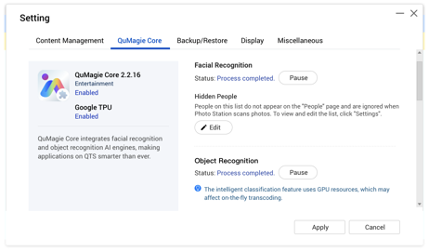 Setting
Content Management QuMagie Core Backup/Restore Display Miscellaneous
QuMagie Core 2.2.16
Entertainment
Enabled
Google TPU
Enabled
QuMagie Core integrates facial recognition
and object recognition AI engines, making
applications on QTS smarter than ever.
Facial Recognition
Status: Process completed. Pause
Hidden People
People on this list do not appear on the "People" page and are ignored when
Photo Station scans photos. To view and edit the list, click "Settings".
Edit
Object Recognition
Status: Process completed. Pause
The intelligent classification feature uses GPU resources, which may
affect on-the-fly transcoding.
Apply Cancel